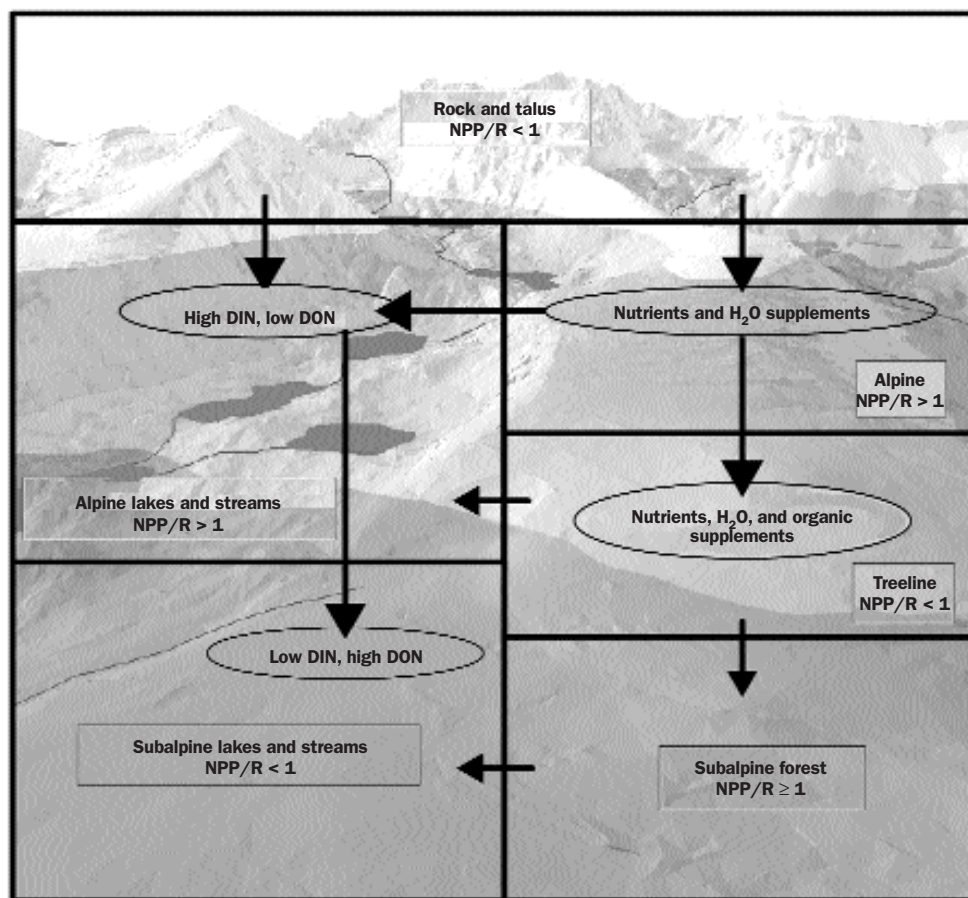 Rock and talus
NPP/R < 1
High DIN, low DON
Nutrients and H₂O supplements
Alpine
NPP/R > 1
Alpine lakes and streams
NPP/R > 1
Nutrients, H₂O, and organic
supplements
Treeline
NPP/R < 1
Low DIN, high DON
Subalpine lakes and streams
NPP/R < 1
Subalpine forest
NPP/R ≥ 1